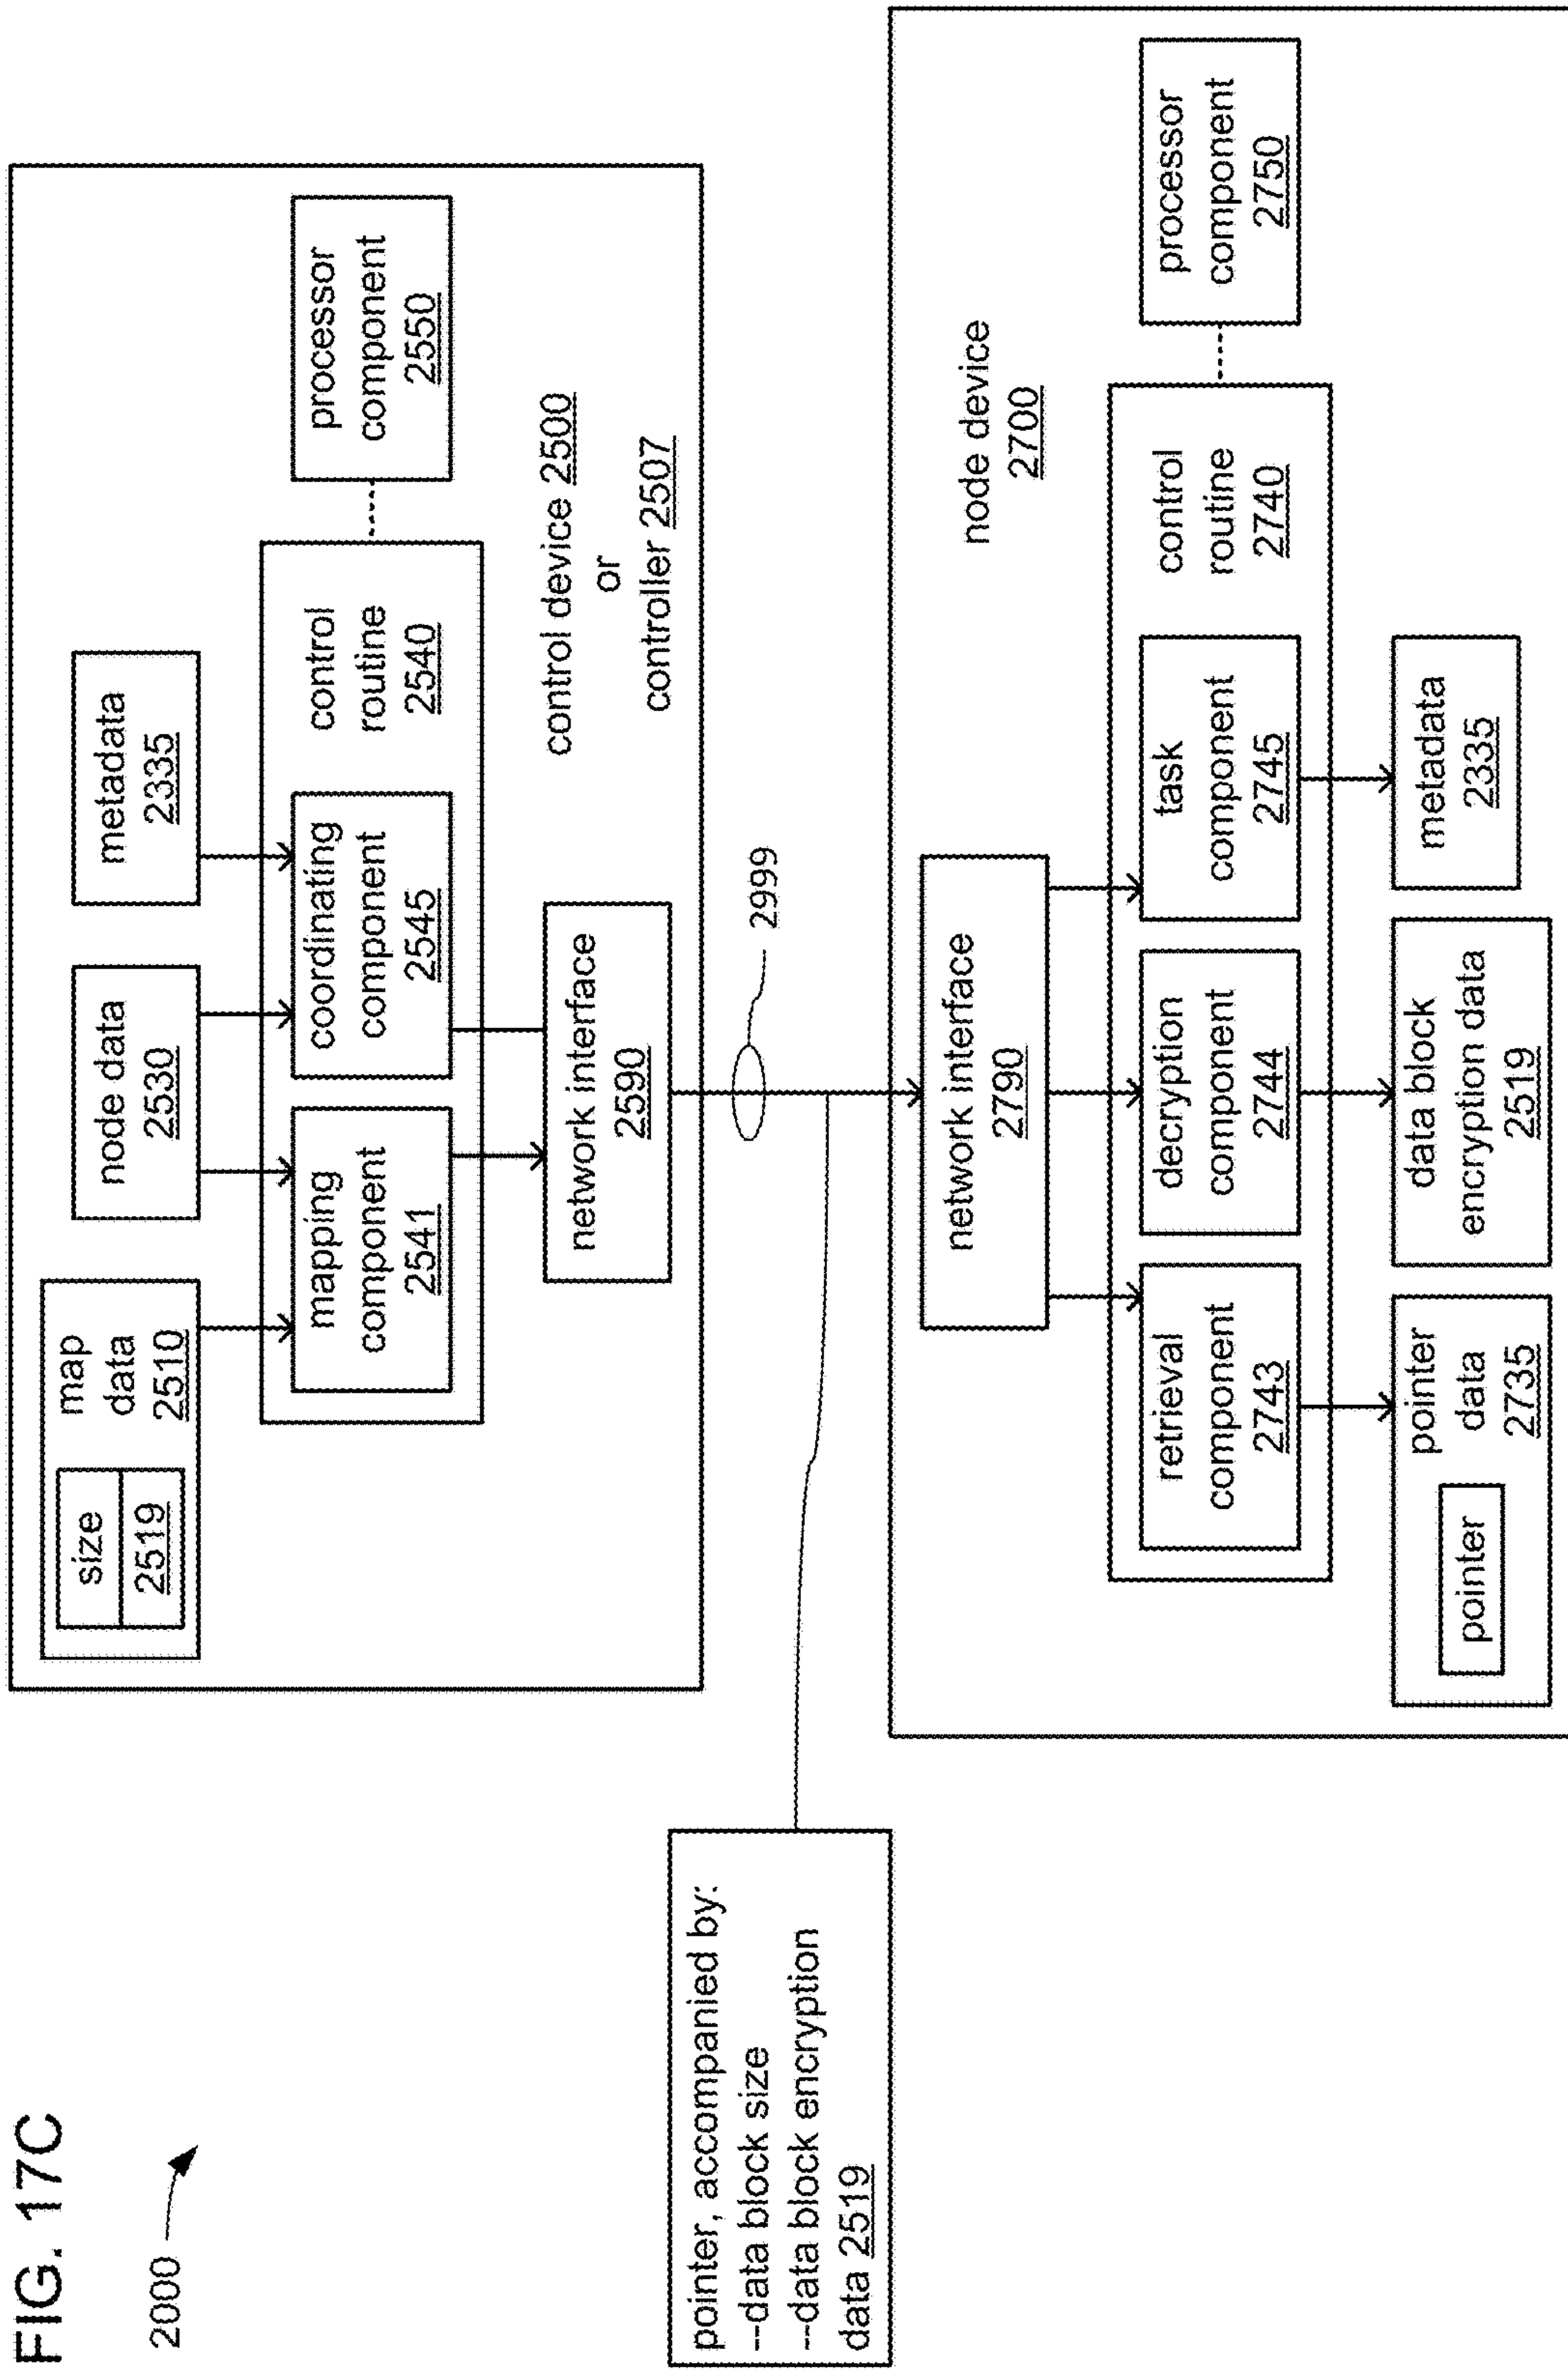 FIG. 17C
2000
size
2519
map
data
2510
node data
2530
metadata
2335
mapping
component
2541
coordinating
component
2545
control
routine
2540
processor
component
2550
network interface
2590
control device 2500
or
controller 2507
2999
pointer, accompanied by:
--data block size
--data block encryption
data 2519
network interface
2790
node device
2700
retrieval
component
2743
decryption
component
2744
task
component
2745
control
routine
2740
processor
component
2750
pointer
pointer
data
2735
data block
encryption data
2519
metadata
2335